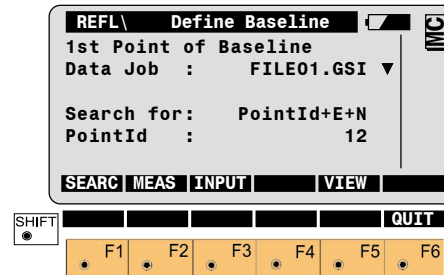 REFL\ Define Baseline MC
1st Point of Baseline
Data Job : FILE01.GSI ▼
Search for: PointId+E+N
PointId : 12
SEARC MEAS INPUT VIEW
SHIFT QUIT
F1 F2 F3 F4 F5 F6